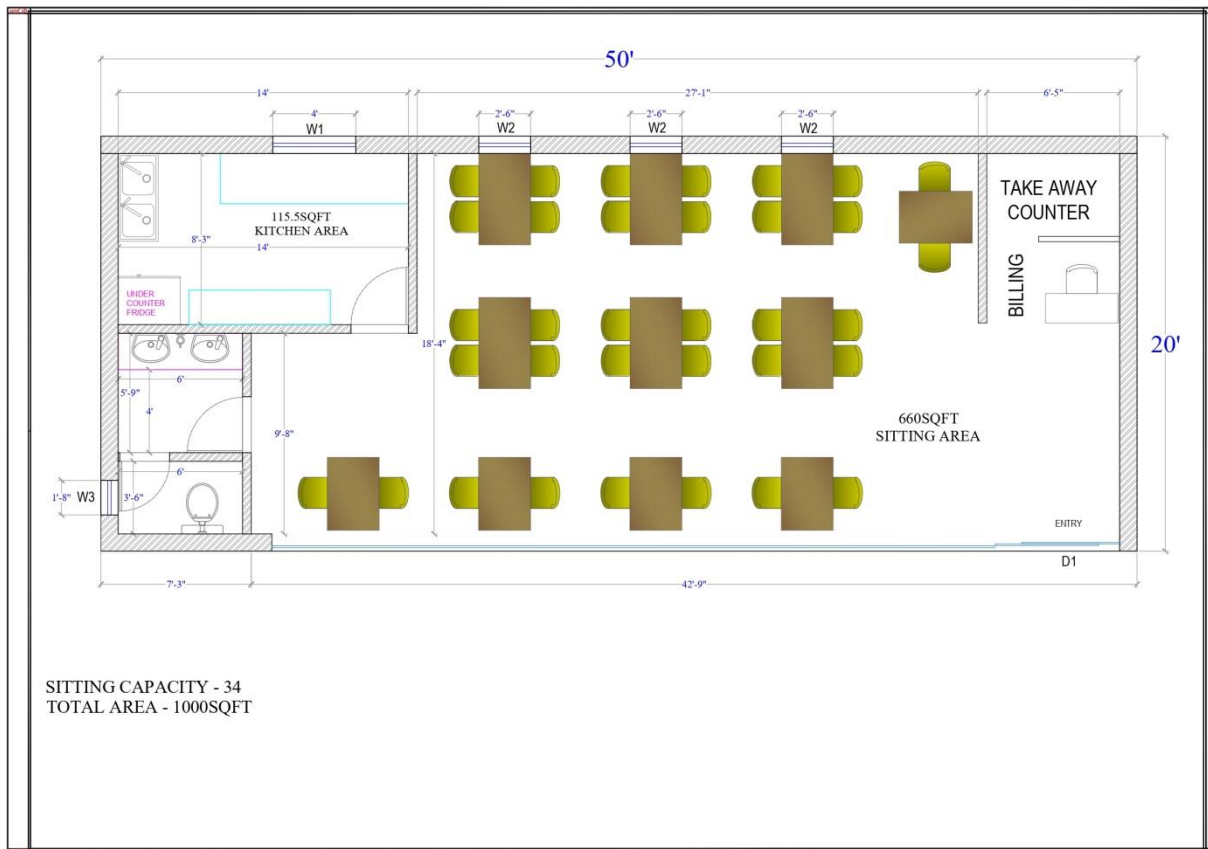 50'
14'
27'-1"
6'-5"
4'
2'-6"
2'-6"
2'-6"
W1
W2
W2
W2
TAKE AWAY
COUNTER
115.5SQFT
KITCHEN AREA
8'-3"
14'
BILLING
UNDER
COUNTER
FRIDGE
18'-4"
20'
6'
5'-9"
4'
9'-8"
660SQFT
SITTING AREA
6'
1'-8"
W3
3'-6"
ENTRY
D1
7'-3"
42'-9"
SITTING CAPACITY - 34
TOTAL AREA - 1000SQFT